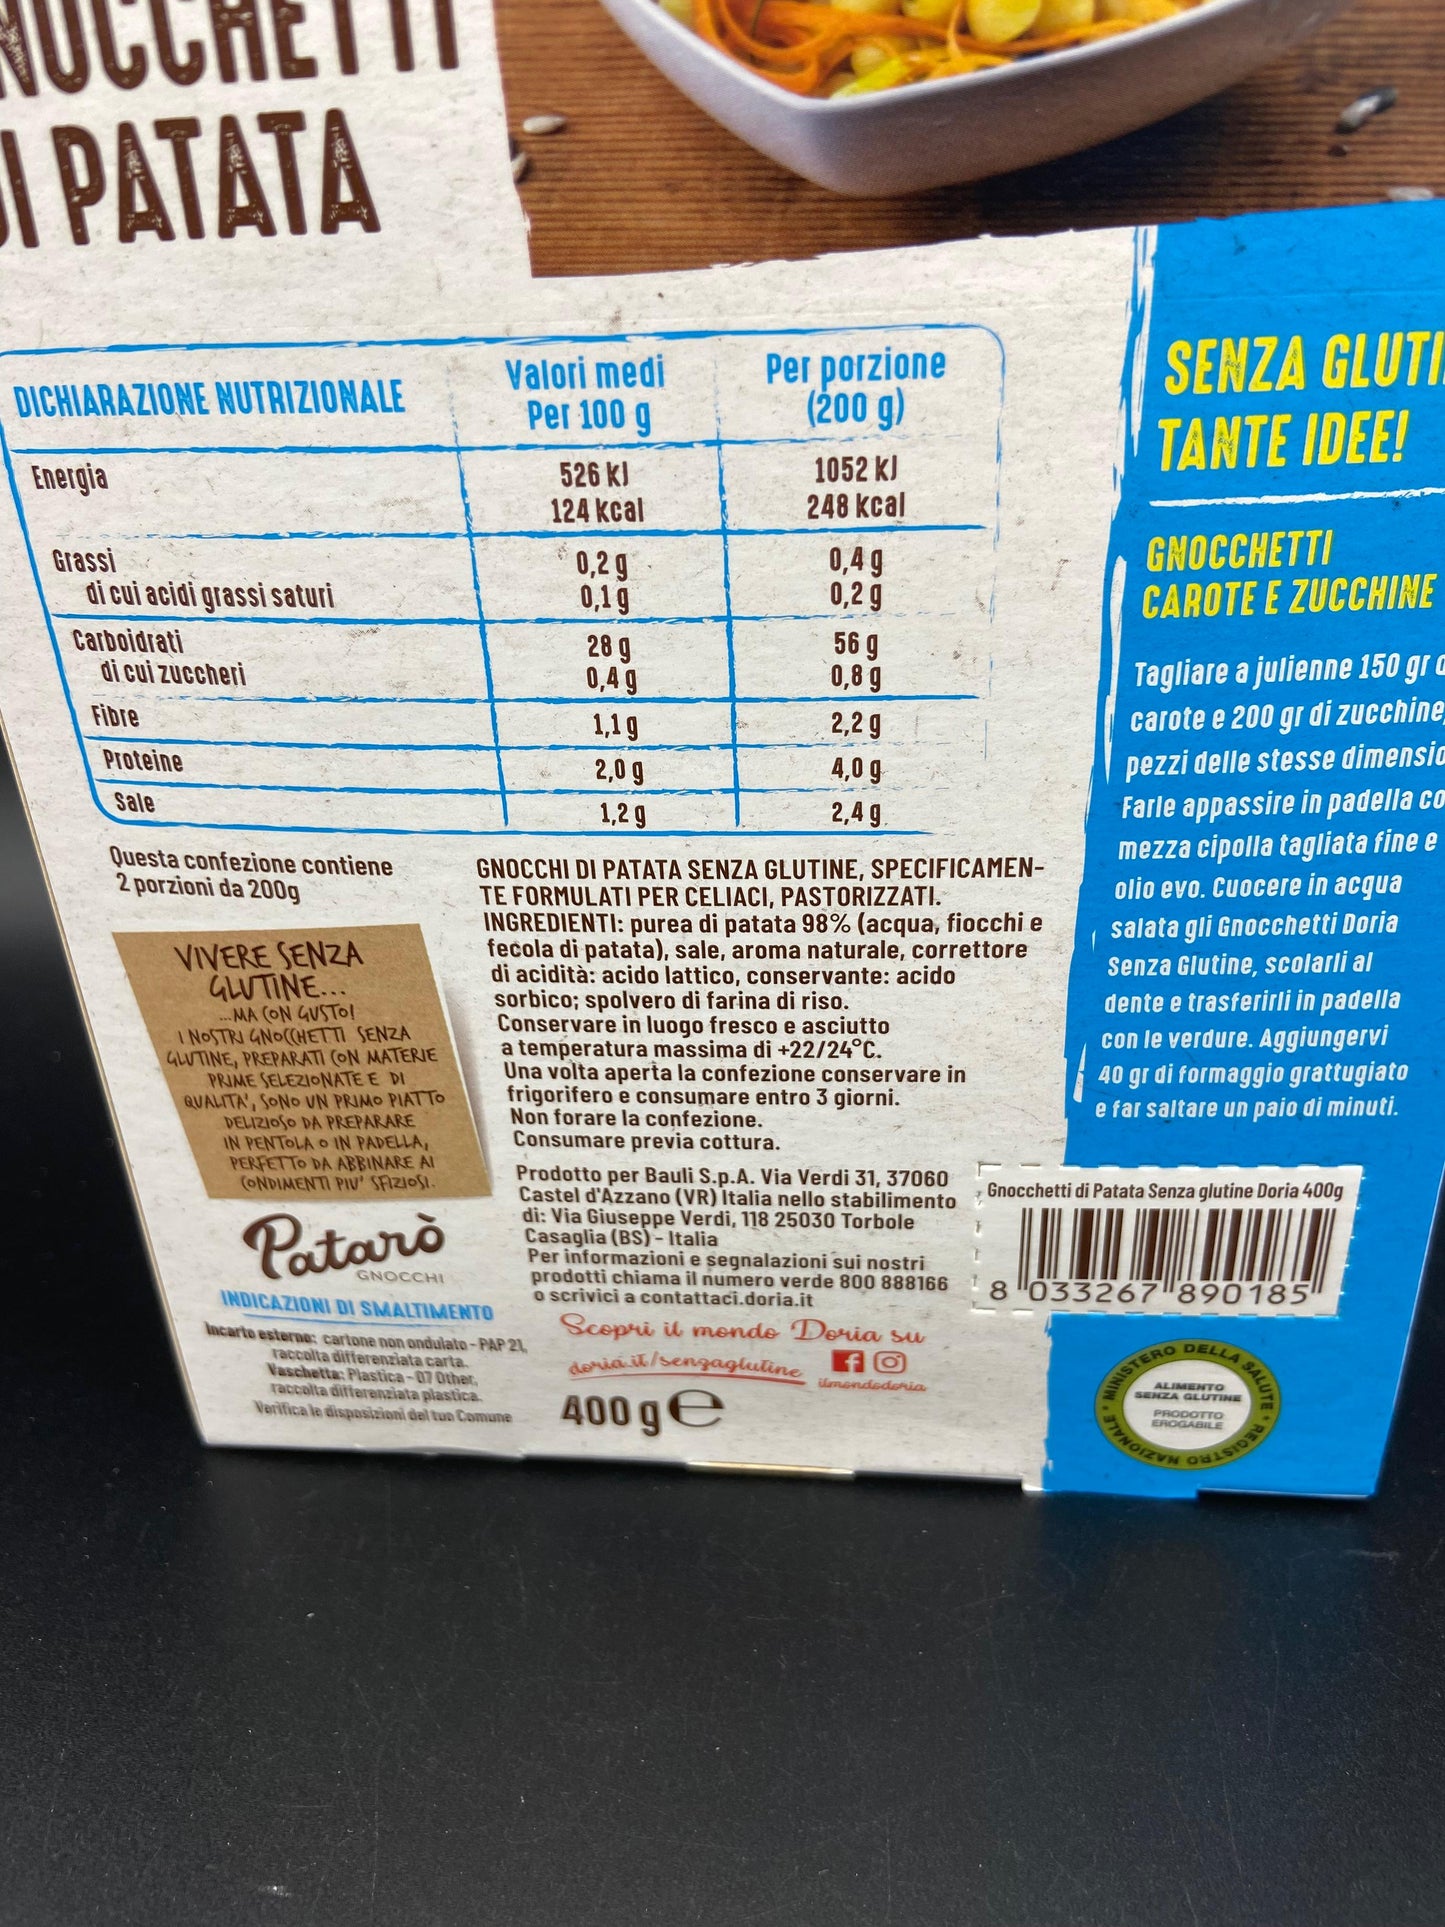 NOCCHETTI
DI PATATA
DICHIARAZIONE NUTRIZIONALE
Valori medi
Per 100 g
Per porzione
(200 g)
Energia
526 kJ
1052 kJ
124 kcal
248 kcal
Grassi
0,2 g
0,4 g
di cui acidi grassi saturi
0,1 g
0,2 g
Carboidrati
28 g
56 g
di cui zuccheri
0,4 g
0,8 g
Fibre
1,1 g
2,2 g
Proteine
2,0 g
4,0 g
Sale
1,2 g
2,4 g
Questa confezione contiene
2 porzioni da 200g
VIVERE SENZA
GLUTINE...
...MA CON GUSTO!
I NOSTRI GNOCCHETTI SENZA
GLUTINE, PREPARATI CON MATERIE
PRIME SELEZIONATE E DI
QUALITA', SONO UN PRIMO PIATTO
DELIZIOSO DA PREPARARE
IN PENTOLA O IN PADELLA,
PERFETTO DA ABBINARE AI
CONDIMENTI PIU' SFIZIOSI.
Patarò
GNOCCHI
INDICAZIONI DI SMALTIMENTO
Incarto esterno: cartone non ondulato - PAP 21,
raccolta differenziata carta.
Vaschetta: Plastica - 07 Other,
raccolta differenziata plastica.
Verifica le disposizioni del tuo Comune
GNOCCHI DI PATATA SENZA GLUTINE, SPECIFICAMEN-
TE FORMULATI PER CELIACI, PASTORIZZATI.
INGREDIENTI: purea di patata 98% (acqua, fiocchi e
fecola di patata), sale, aroma naturale, correttore
di acidità: acido lattico, conservante: acido
sorbico; spolvero di farina di riso.
Conservare in luogo fresco e asciutto
a temperatura massima di +22/24°C.
Una volta aperta la confezione conservare in
frigorifero e consumare entro 3 giorni.
Non forare la confezione.
Consumare previa cottura.
Prodotto per Bauli S.p.A. Via Verdi 31, 37060
Castel d'Azzano (VR) Italia nello stabilimento
di: Via Giuseppe Verdi, 118 25030 Torbole
Casaglia (BS) - Italia
Per informazioni e segnalazioni sui nostri
prodotti chiama il numero verde 800 888166
o scrivici a contattaci.doria.it
Scopri il mondo Doria su
doria.it/senzaglutine
ilmondodoria
400 g e
SENZA GLUTI
TANTE IDEE!
GNOCCHETTI
CAROTE E ZUCCHINE
Tagliare a julienne 150 gr d
carote e 200 gr di zucchine,
pezzi delle stesse dimensio
Farle appassire in padella co
mezza cipolla tagliata fine e
olio evo. Cuocere in acqua
salata gli Gnocchetti Doria
Senza Glutine, scolarli al
dente e trasferirli in padella
con le verdure. Aggiungervi
40 gr di formaggio grattugiato
e far saltare un paio di minuti.
Gnocchetti di Patata Senza glutine Doria 400g
8 033267 890185
MINISTERO DELLA SALUTE • REGISTRO NAZIONALE •
ALIMENTO
SENZA GLUTINE
PRODOTTO
EROGABILE